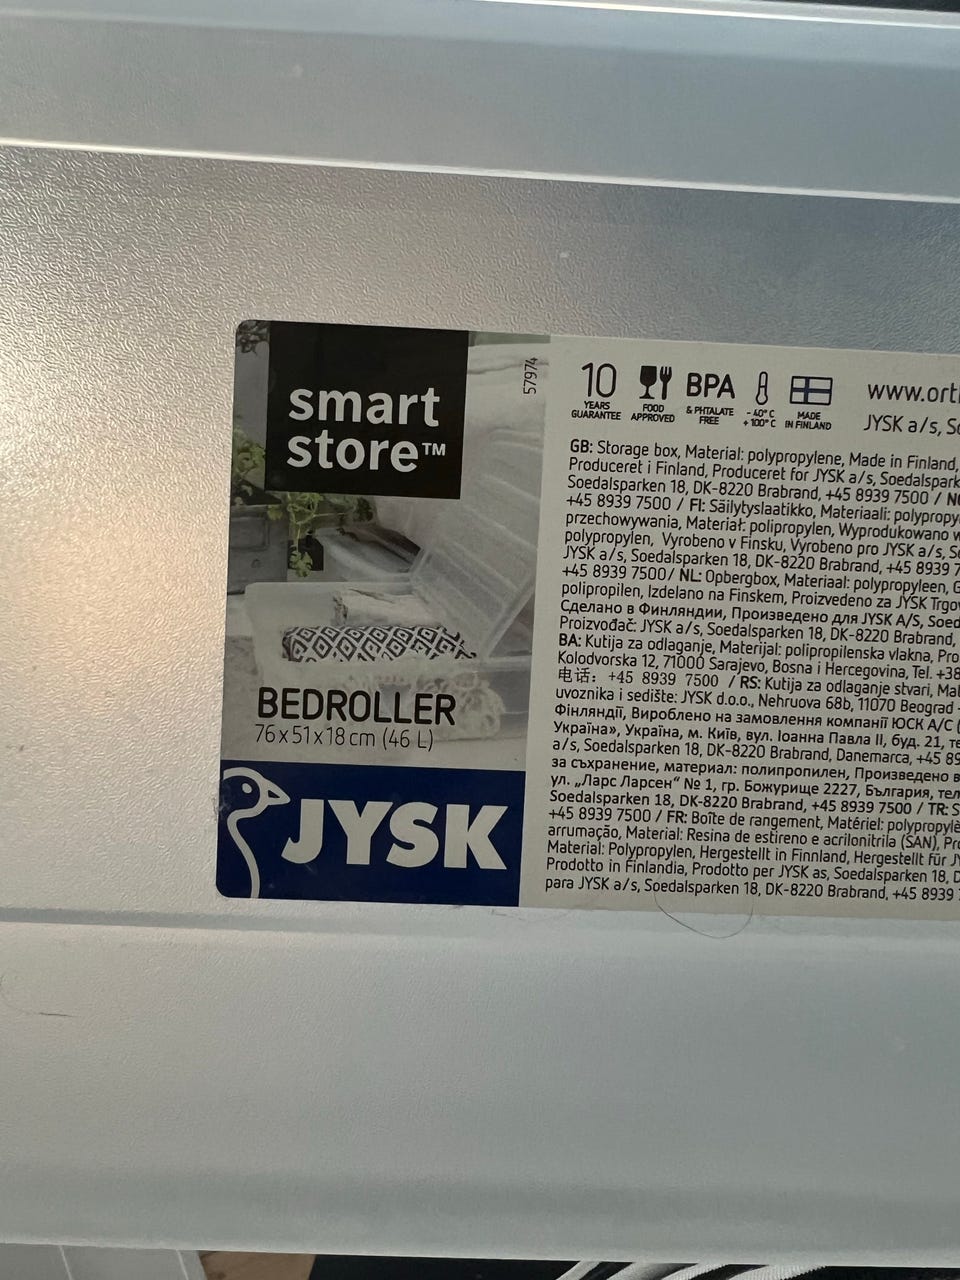 smart
store™
57974
10
YEARS
GUARANTEE
FOOD
APPROVED
BPA
& PHTALATE
FREE
- 40° C
+ 100° C
MADE
IN FINLAND
www.ort
JYSK a/s, S
GB: Storage box, Material: polypropylene, Made in Finland,
Produceret i Finland, Produceret for JYSK a/s, Soedalspark
Soedalsparken 18, DK-8220 Brabrand, +45 8939 7500 / N
+45 8939 7500 / FI: Säilytyslaatikko, Materiaali: polypropy
przechowywania, Materiał: polipropylen, Wyprodukowano w
polypropylen, Vyrobeno v Finsku, Vyrobeno pro JYSK a/s, S
JYSK a/s, Soedalsparken 18, DK-8220 Brabrand, +45 8939 7
+45 8939 7500/ NL: Opbergbox, Materiaal: polypropyleen, G
polipropilen, Izdelano na Finskem, Proizvedeno za JYSK Trgov
Сделано в Финляндии, Произведено для JYSK A/S, Soed
Proizvođač: JYSK a/s, Soedalsparken 18, DK-8220 Brabrand,
BA: Kutija za odlaganje, Materijal: polipropilenska vlakna, Pro
Kolodvorska 12, 71000 Sarajevo, Bosna i Hercegovina, Tel. +38
电话: +45 8939 7500 / RS: Kutija za odlaganje stvari, Mat
uvoznika i sedište: JYSK d.o.o., Nehruova 68b, 11070 Beograd -
Фінляндії, Вироблено на замовлення компанії ЮСК А/С (
Україна», Україна, м. Київ, вул. Іоанна Павла II, буд. 21, те
a/s, Soedalsparken 18, DK-8220 Brabrand, Danemarca, +45 89
за съхранение, материал: полипропилен, Произведено в
ул. „Ларс Ларсен“ № 1, гр. Божурище 2227, България, тел
Soedalsparken 18, DK-8220 Brabrand, +45 8939 7500 / TR: S
+45 8939 7500 / FR: Boîte de rangement, Matériel: polypropylè
arrumação, Material: Resina de estireno e acrilonitrila (SAN), Pro
Material: Polypropylen, Hergestellt in Finnland, Hergestellt für JY
Prodotto in Finlandia, Prodotto per JYSK as, Soedalsparken 18, D
para JYSK a/s, Soedalsparken 18, DK-8220 Brabrand, +45 8939 7
BEDROLLER
76x51x18cm (46 L)
JYSK